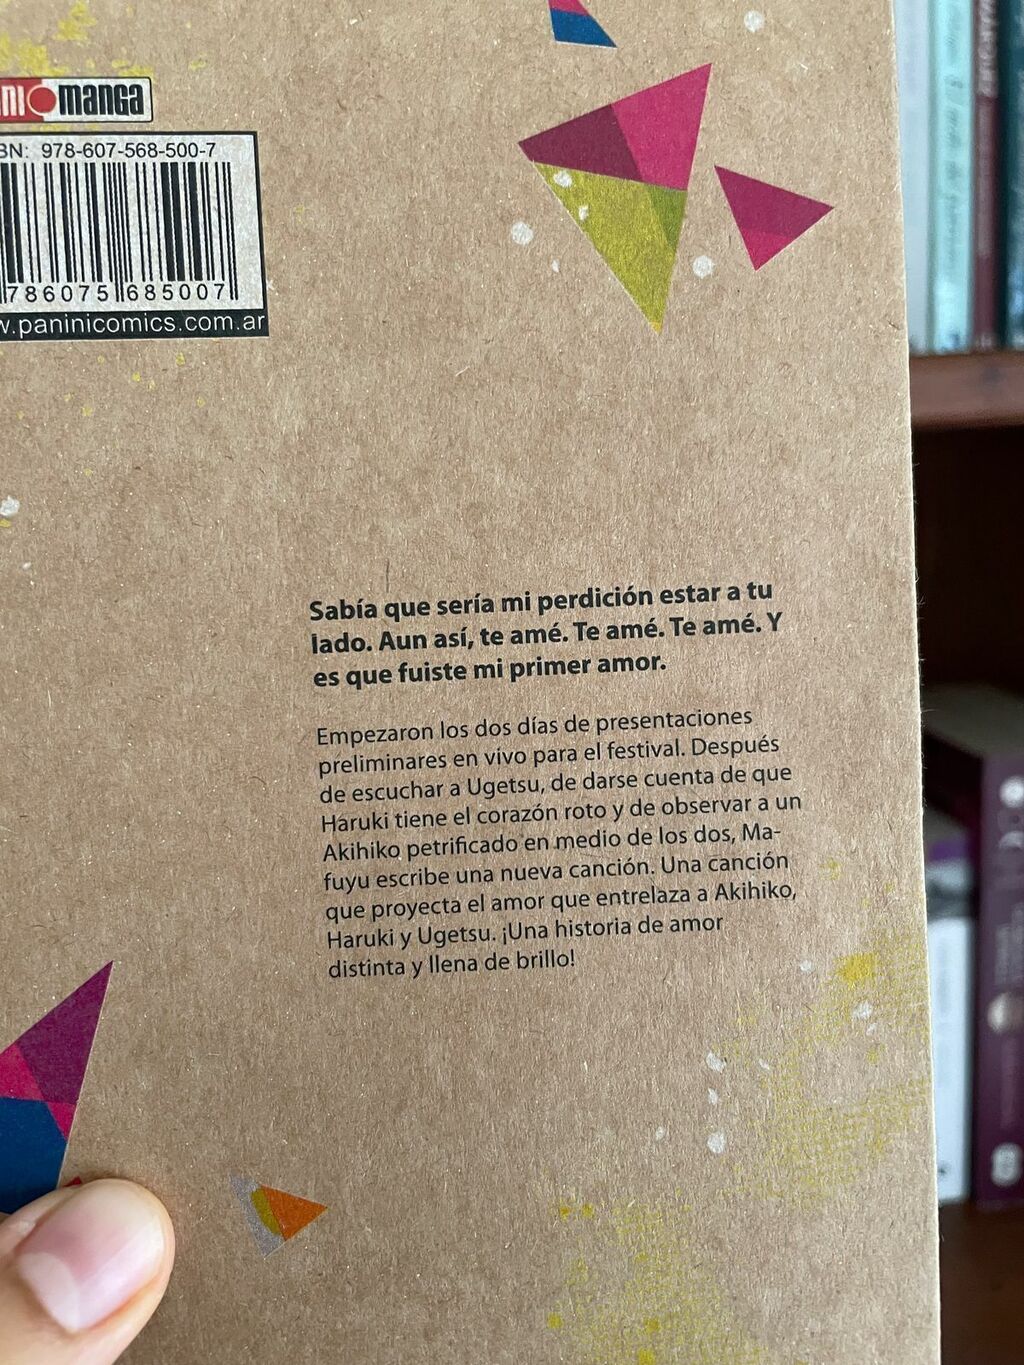 manga
978-607-568-500-7
786075 685007
.paninicomics.com.ar
Sabía que sería mi perdición estar a tu
lado. Aun así, te amé. Te amé. Te amé. Y
es que fuiste mi primer amor.
Empezaron los dos días de presentaciones
preliminares en vivo para el festival. Después
de escuchar a Ugetsu, de darse cuenta de que
Haruki tiene el corazón roto y de observar a un
Akihiko petrificado en medio de los dos, Ma-
fuyu escribe una nueva canción. Una canción
que proyecta el amor que entrelaza a Akihiko,
Haruki y Ugetsu. ¡Una historia de amor
distinta y llena de brillo!